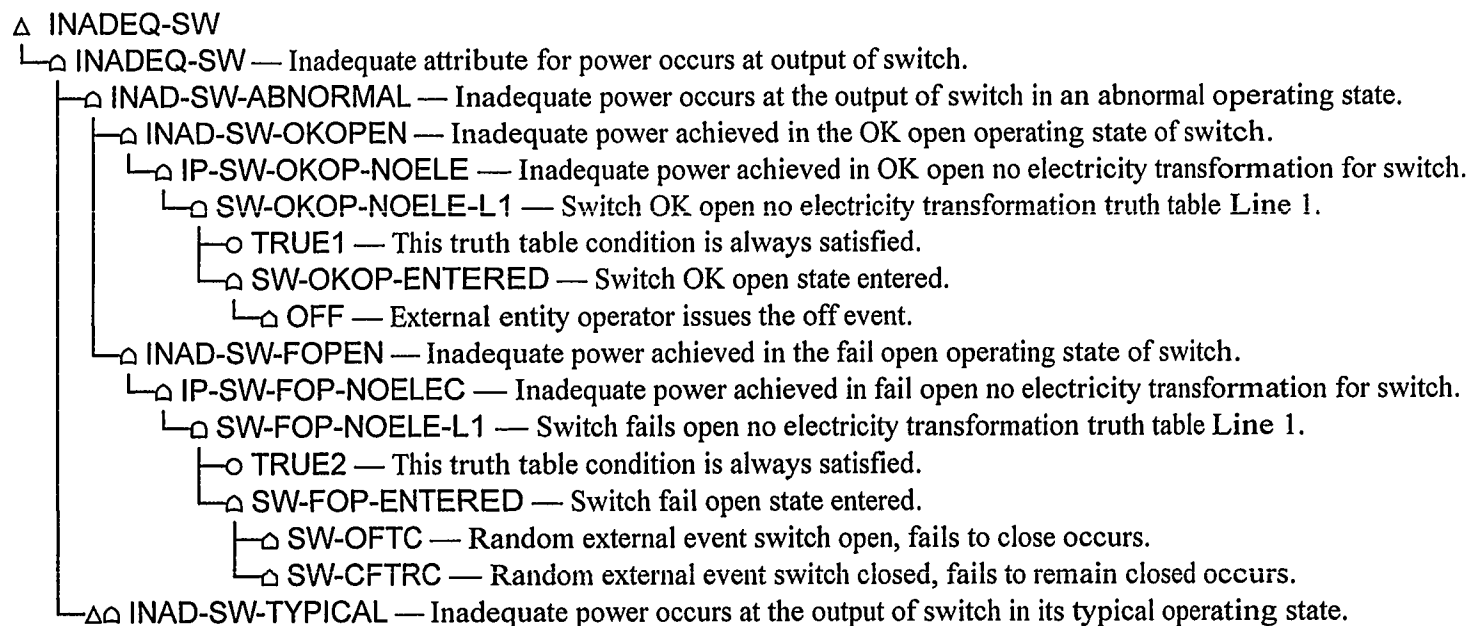 INADEQ-SW
INADEQ-SW — Inadequate attribute for power occurs at output of switch.
INAD-SW-ABNORMAL — Inadequate power occurs at the output of switch in an abnormal operating state.
INAD-SW-OKOPEN — Inadequate power achieved in the OK open operating state of switch.
IP-SW-OKOP-NOELE — Inadequate power achieved in OK open no electricity transformation for switch.
SW-OKOP-NOELE-L1 — Switch OK open no electricity transformation truth table Line 1.
TRUE1 — This truth table condition is always satisfied.
SW-OKOP-ENTERED — Switch OK open state entered.
OFF — External entity operator issues the off event.
INAD-SW-FOPEN — Inadequate power achieved in the fail open operating state of switch.
IP-SW-FOP-NOELEC — Inadequate power achieved in fail open no electricity transformation for switch.
SW-FOP-NOELE-L1 — Switch fails open no electricity transformation truth table Line 1.
TRUE2 — This truth table condition is always satisfied.
SW-FOP-ENTERED — Switch fail open state entered.
SW-OFTC — Random external event switch open, fails to close occurs.
SW-CFTRC — Random external event switch closed, fails to remain closed occurs.
INAD-SW-TYPICAL — Inadequate power occurs at the output of switch in its typical operating state.